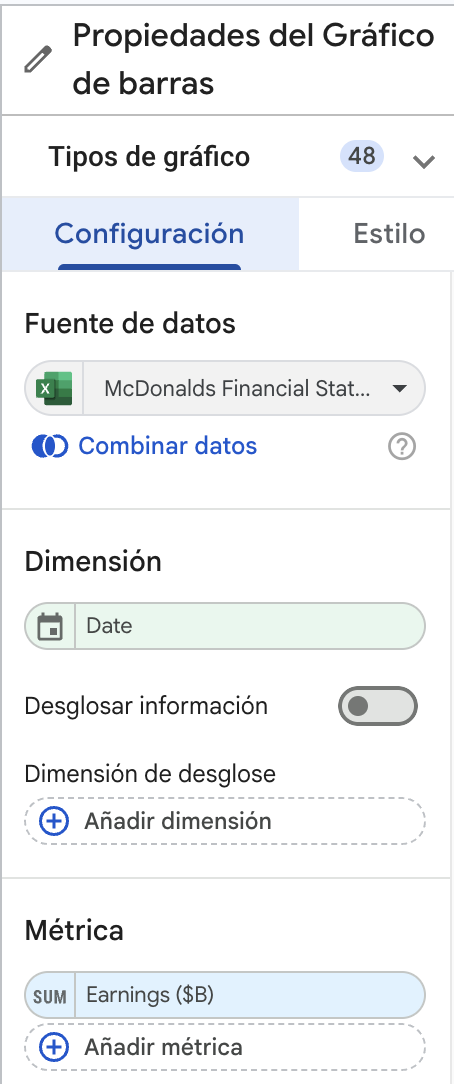 Propiedades del Gráfico
de barras
Tipos de gráfico 48
Configuración Estilo
Fuente de datos
X McDonalds Financial Stat...
Combinar datos ?
Dimensión
Date
Desglosar información
Dimensión de desglose
Añadir dimensión
Métrica
SUM Earnings ($B)
Añadir métrica